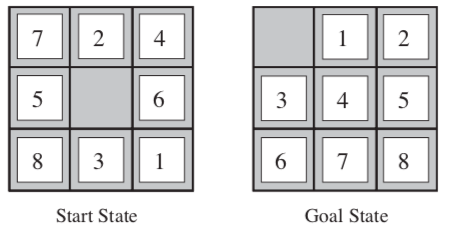 7 2 4
5 6
8 3 1
Start State
1 2
3 4 5
6 7 8
Goal State